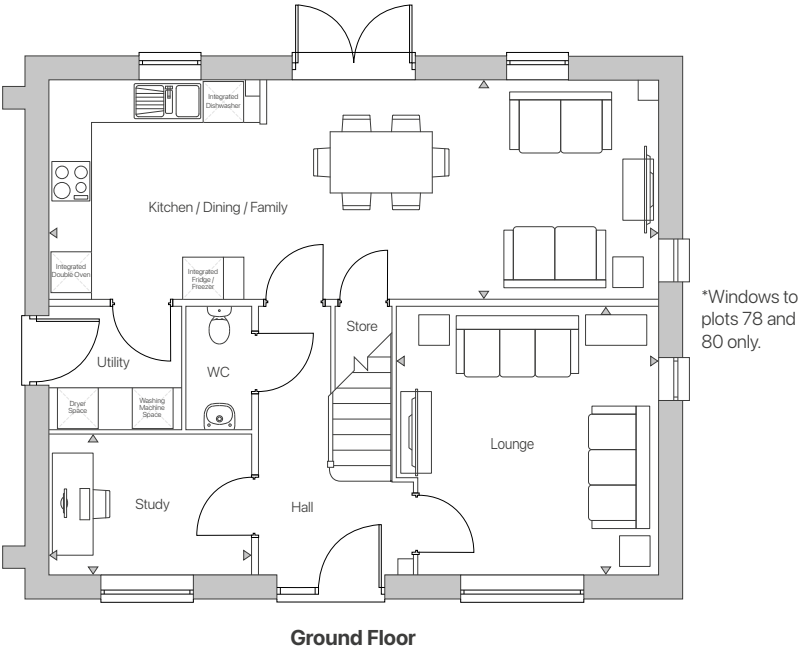 Integrated
Dishwasher
Kitchen / Dining / Family
Integrated
Double Oven
Integrated
Fridge /
Freezer
*Windows to
plots 78 and
80 only.
Store
Utility
WC
Dryer
Space
Washing
Machine
Space
Lounge
Study
Hall
Ground Floor